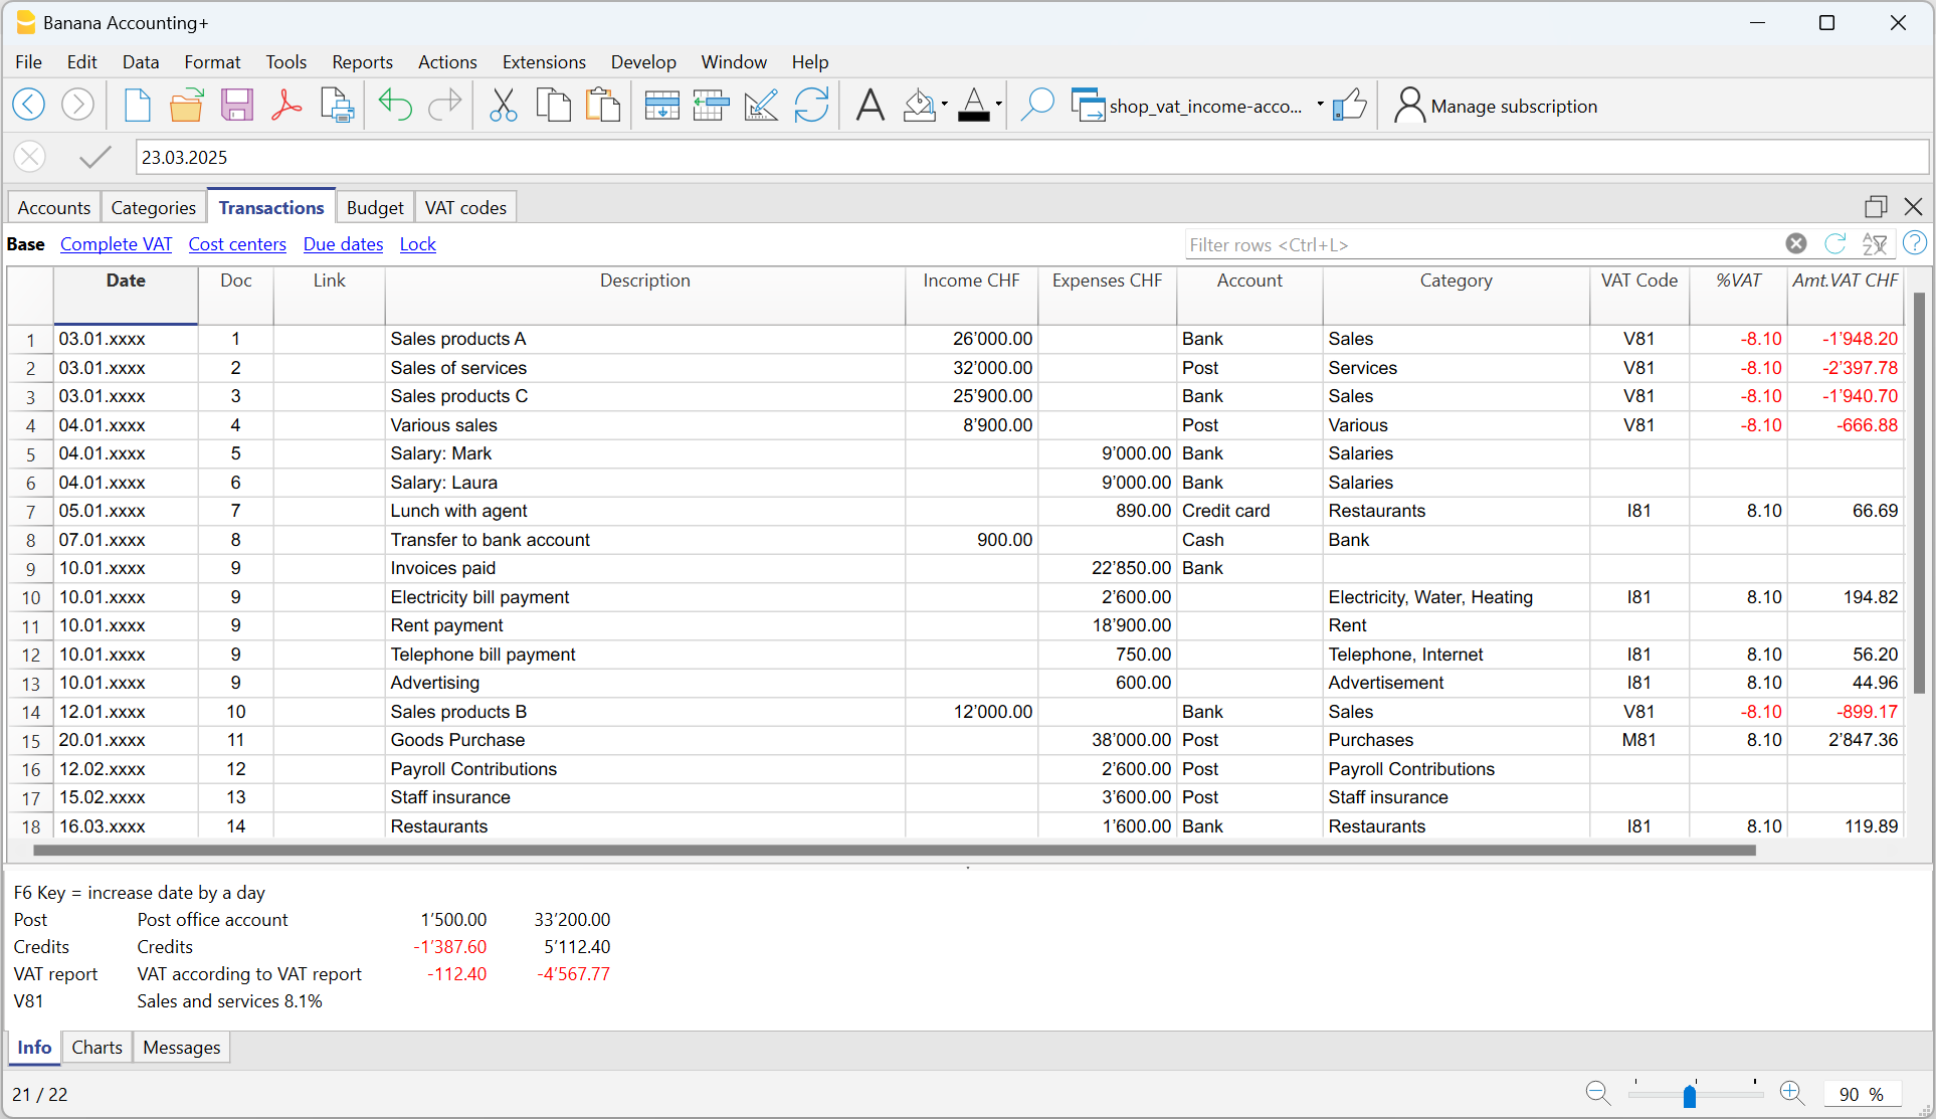 Banana Accounting+
File Edit Data Format Tools Reports Actions Extensions Develop Window Help
shop_vat_income-acco... Manage subscription
23.03.2025
Accounts Categories Transactions Budget VAT codes
Base Complete VAT Cost centers Due dates Lock Filter rows <Ctrl+L>
Date Doc Link Description Income CHF Expenses CHF Account Category VAT Code %VAT Amt.VAT CHF
1 03.01.xxxx 1 Sales products A 26’000.00 Bank Sales V81 -8.10 -1’948.20
2 03.01.xxxx 2 Sales of services 32’000.00 Post Services V81 -8.10 -2’397.78
3 03.01.xxxx 3 Sales products C 25’900.00 Bank Sales V81 -8.10 -1’940.70
4 04.01.xxxx 4 Various sales 8’900.00 Post Various V81 -8.10 -666.88
5 04.01.xxxx 5 Salary: Mark 9’000.00 Bank Salaries
6 04.01.xxxx 6 Salary: Laura 9’000.00 Bank Salaries
7 05.01.xxxx 7 Lunch with agent 890.00 Credit card Restaurants I81 8.10 66.69
8 07.01.xxxx 8 Transfer to bank account 900.00 Cash Bank
9 10.01.xxxx 9 Invoices paid 22’850.00 Bank
10 10.01.xxxx 9 Electricity bill payment 2’600.00 Electricity, Water, Heating I81 8.10 194.82
11 10.01.xxxx 9 Rent payment 18’900.00 Rent
12 10.01.xxxx 9 Telephone bill payment 750.00 Telephone, Internet I81 8.10 56.20
13 10.01.xxxx 9 Advertising 600.00 Advertisement I81 8.10 44.96
14 12.01.xxxx 10 Sales products B 12’000.00 Bank Sales V81 -8.10 -899.17
15 20.01.xxxx 11 Goods Purchase 38’000.00 Post Purchases M81 8.10 2’847.36
16 12.02.xxxx 12 Payroll Contributions 2’600.00 Post Payroll Contributions
17 15.02.xxxx 13 Staff insurance 3’600.00 Post Staff insurance
18 16.03.xxxx 14 Restaurants 1’600.00 Bank Restaurants I81 8.10 119.89
F6 Key = increase date by a day
Post Post office account 1’500.00 33’200.00
Credits Credits -1’387.60 5’112.40
VAT report VAT according to VAT report -112.40 -4’567.77
V81 Sales and services 8.1%
Info Charts Messages
21 / 22 90 %